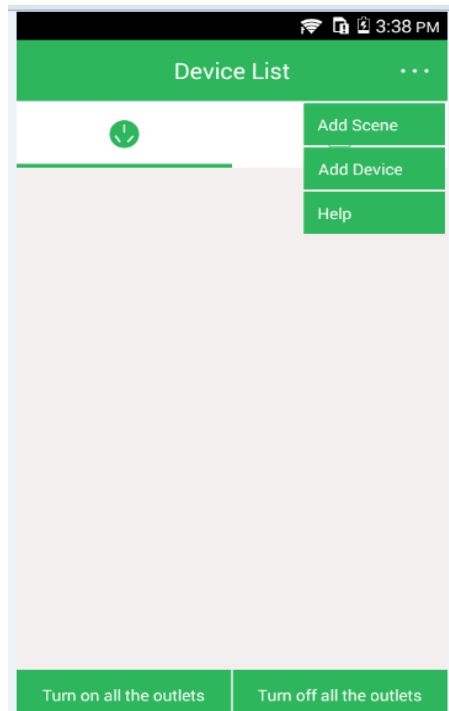 3:38 PM
Device List
Add Scene
Add Device
Help
Turn on all the outlets
Turn off all the outlets